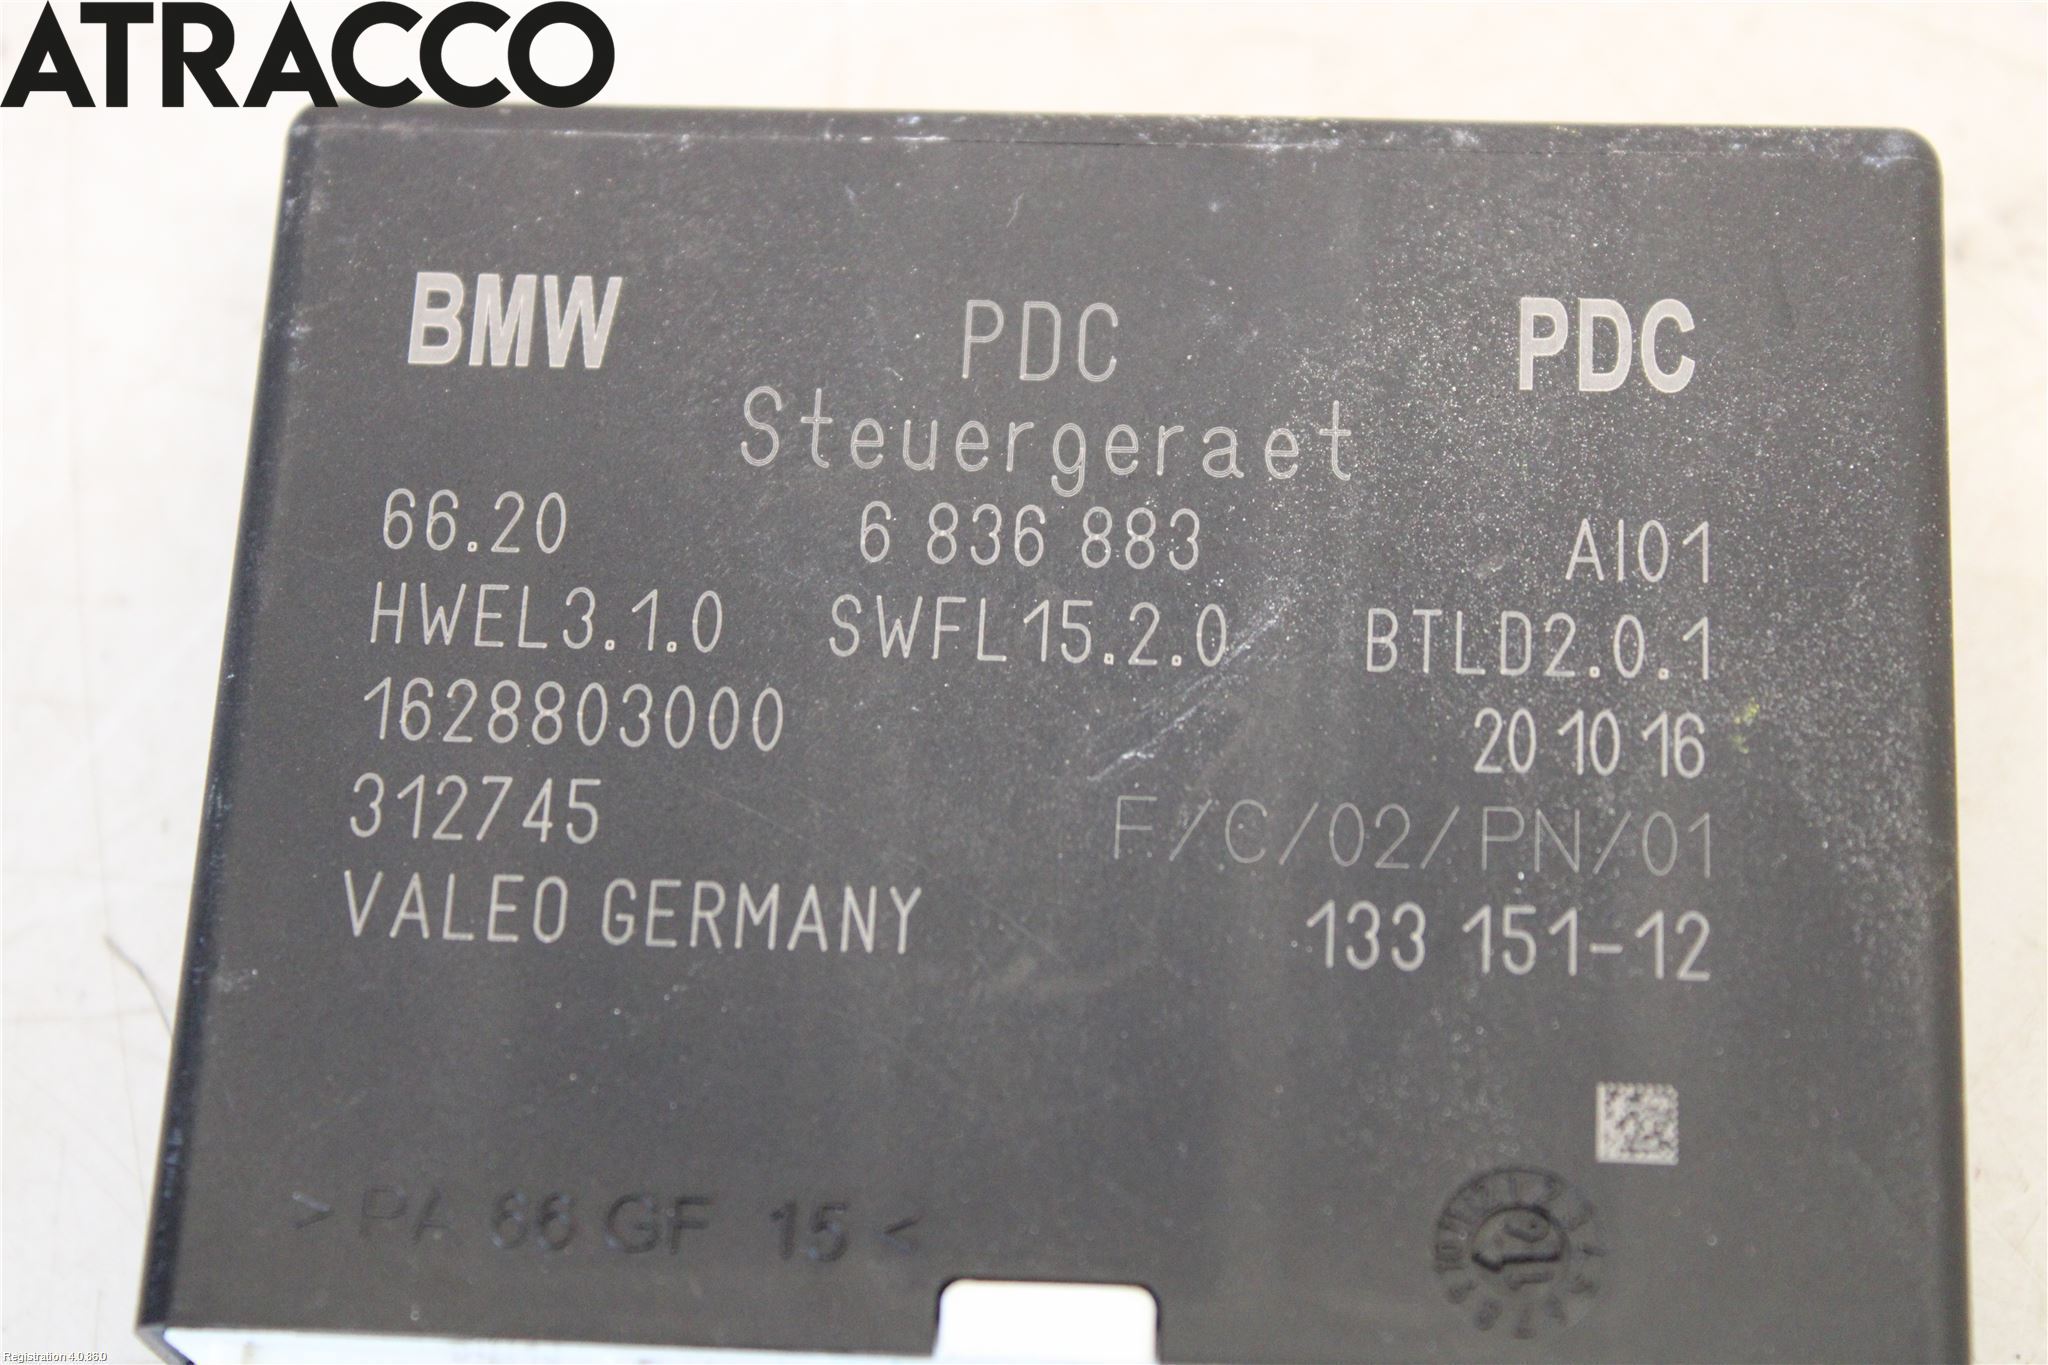 ATRACCO
BMW PDC PDC
Steuergeraet
66.20 6 836 883 AI01
HWEL3.1.0 SWFL15.2.0 BTLD2.0.1
1628803000 20 10 16
312745 F/C/02/PN/01
VALEO GERMANY 133 151-12
> PA 66 GF 15 <
Registration 4.0.86.0